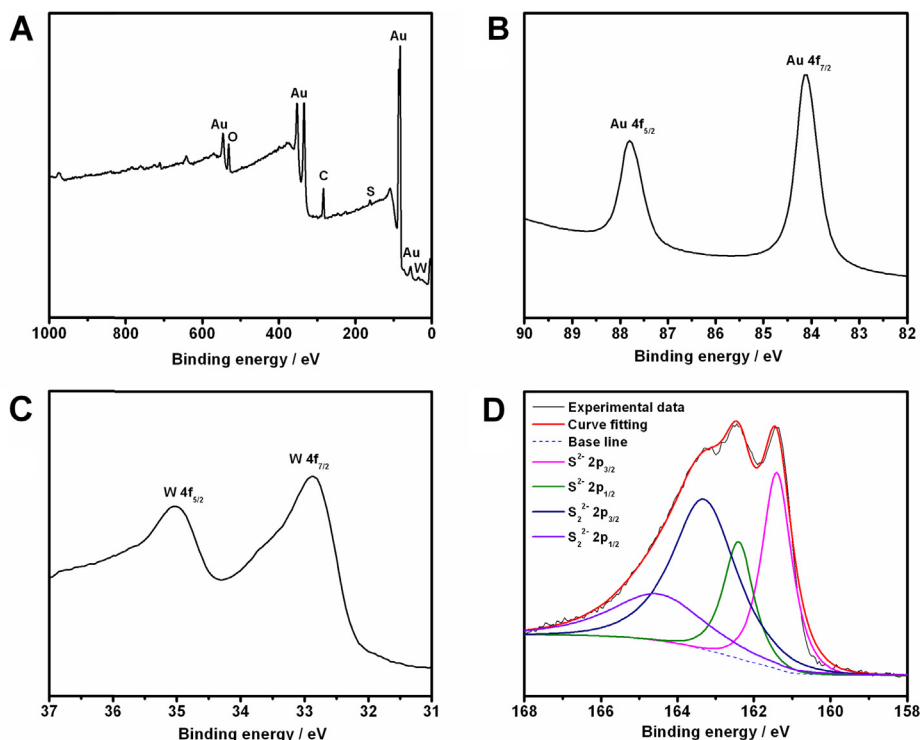 A
Au
Au
Au
O
C
S
Au
W
1000 800 600 400 200 0
Binding energy / eV
B
Au 4f7/2
Au 4f5/2
90 89 88 87 86 85 84 83 82
Binding energy / eV
C
W 4f7/2
W 4f5/2
37 35 33 31
Binding energy / eV
D
Experimental data
Curve fitting
Base line
S2- 2p3/2
S2- 2p1/2
S22- 2p3/2
S22- 2p1/2
168 166 164 162 160 158
Binding energy / eV